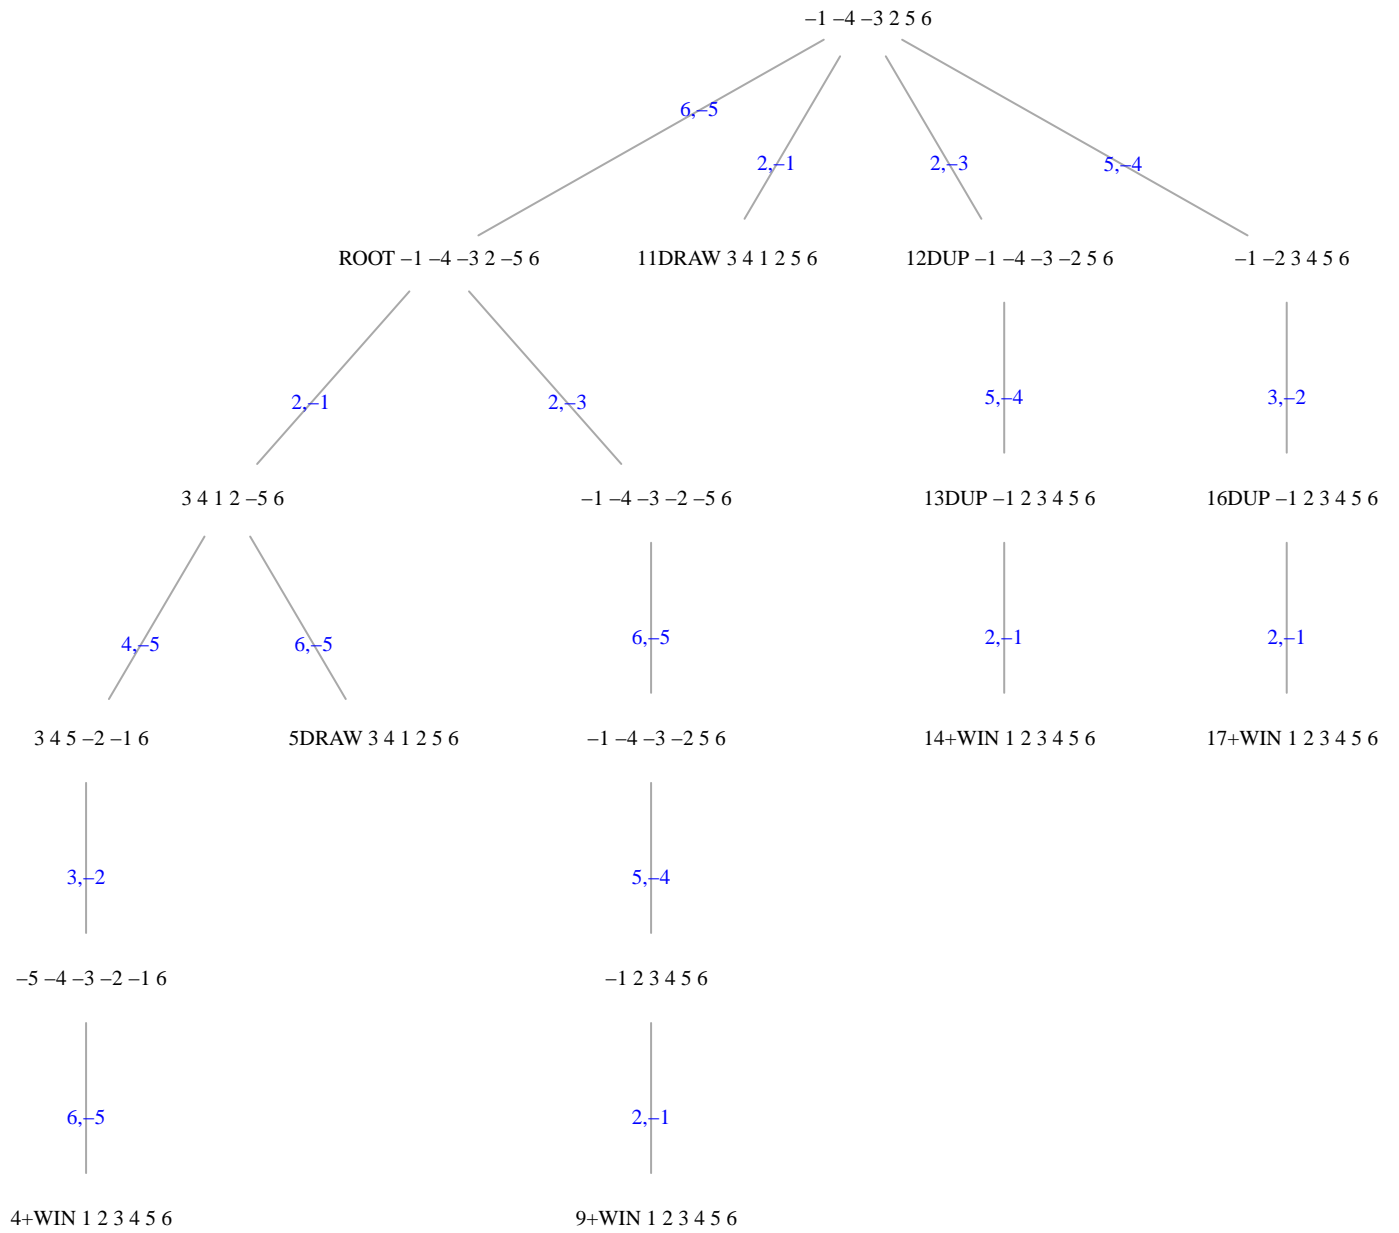 −1 −4 −3 2 5 6
6,−5
2,−1
2,−3
5,−4
ROOT −1 −4 −3 2 −5 6
11DRAW 3 4 1 2 5 6
12DUP −1 −4 −3 −2 5 6
−1 −2 3 4 5 6
2,−1
2,−3
5,−4
3,−2
3 4 1 2 −5 6
−1 −4 −3 −2 −5 6
13DUP −1 2 3 4 5 6
16DUP −1 2 3 4 5 6
4,−5
6,−5
6,−5
2,−1
2,−1
3 4 5 −2 −1 6
5DRAW 3 4 1 2 5 6
−1 −4 −3 −2 5 6
14+WIN 1 2 3 4 5 6
17+WIN 1 2 3 4 5 6
3,−2
5,−4
−5 −4 −3 −2 −1 6
−1 2 3 4 5 6
6,−5
2,−1
4+WIN 1 2 3 4 5 6
9+WIN 1 2 3 4 5 6